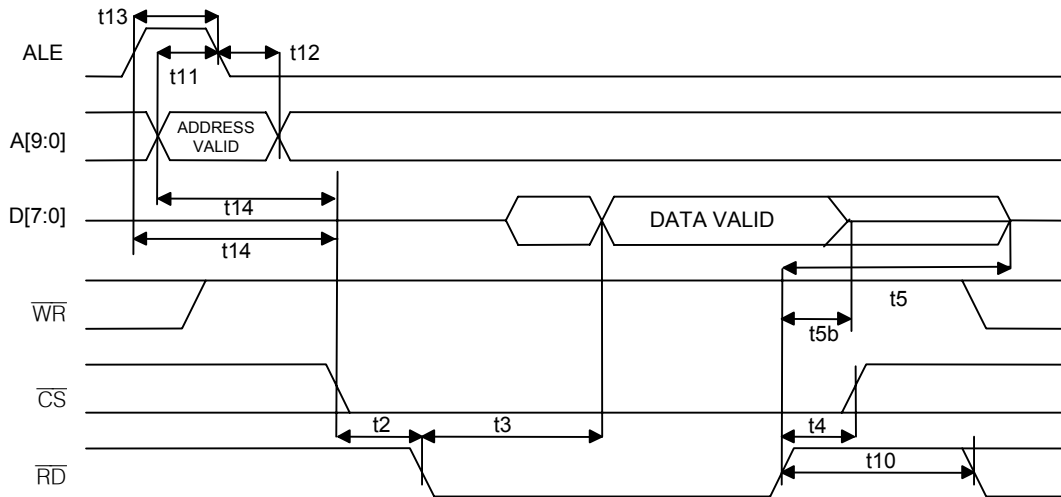 t13
ALE
t11
t12
A[9:0]
ADDRESS
VALID
t14
D[7:0]
DATA VALID
t14
t5
WR
t5b
CS
t2
t3
t4
RD
t10